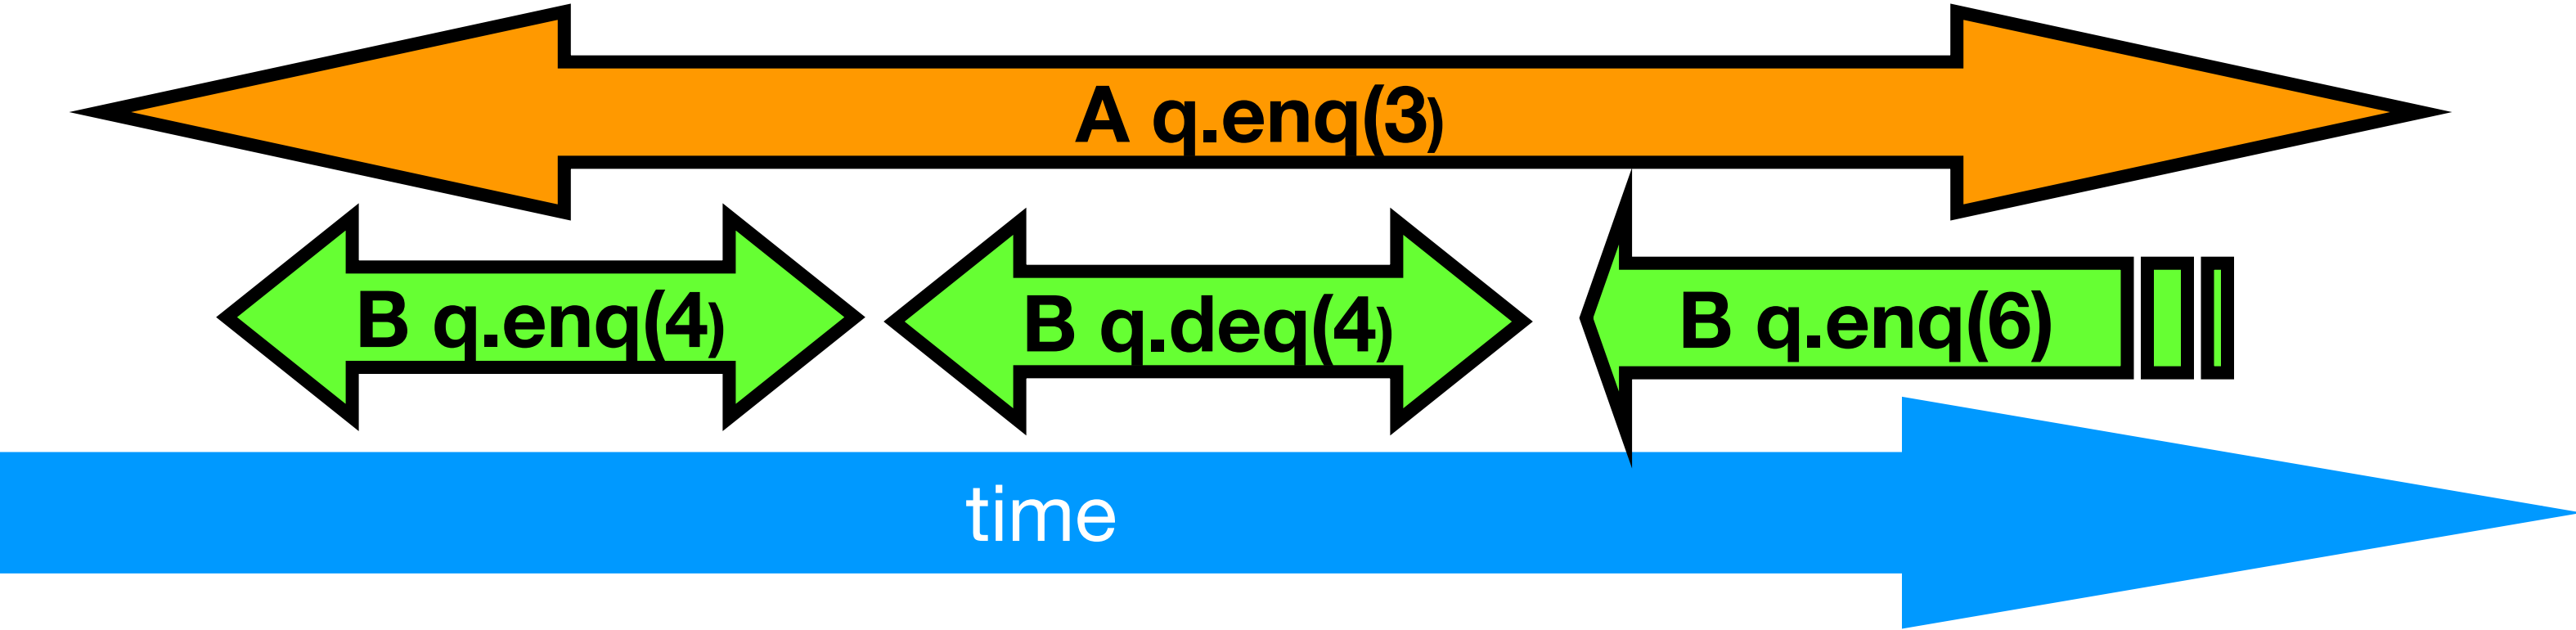 A q.enq(3)
B q.enq(4)
B q.deq(4)
B q.enq(6)
time